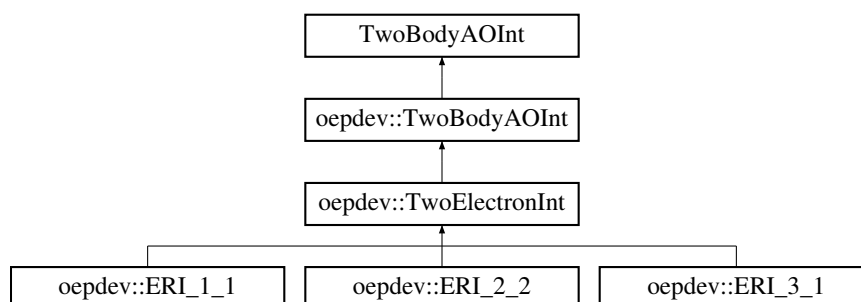 TwoBodyAOInt
oepdev::TwoBodyAOInt
oepdev::TwoElectronInt
oepdev::ERI_1_1 oepdev::ERI_2_2 oepdev::ERI_3_1